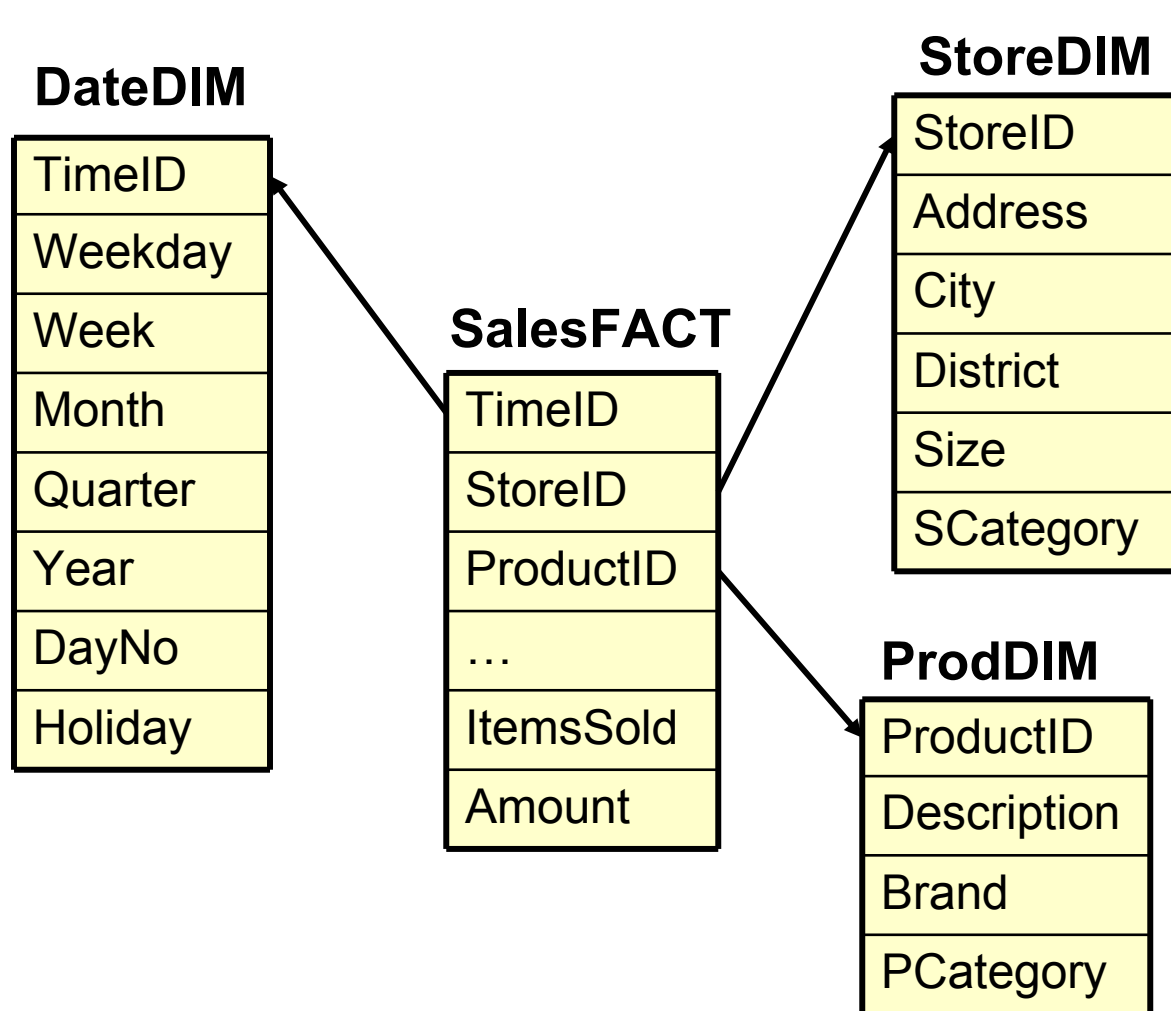 DateDIM
TimeID
Weekday
Week
Month
Quarter
Year
DayNo
Holiday
SalesFACT
TimeID
StoreID
ProductID
…
ItemsSold
Amount
StoreDIM
StoreID
Address
City
District
Size
SCategory
ProdDIM
ProductID
Description
Brand
PCategory